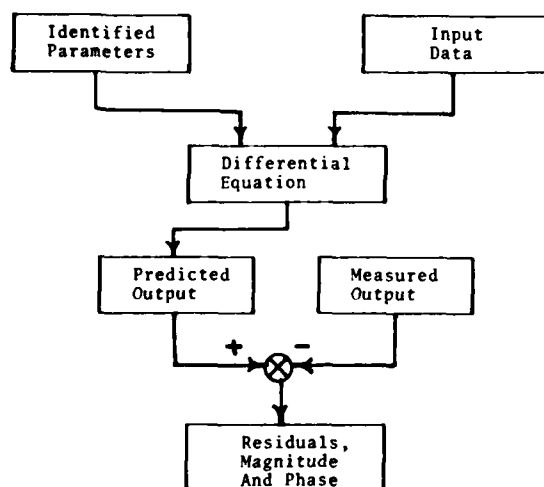 Identified
Parameters
Input
Data
Differential
Equation
Predicted
Output
Measured
Output
+ −
Residuals,
Magnitude
And Phase